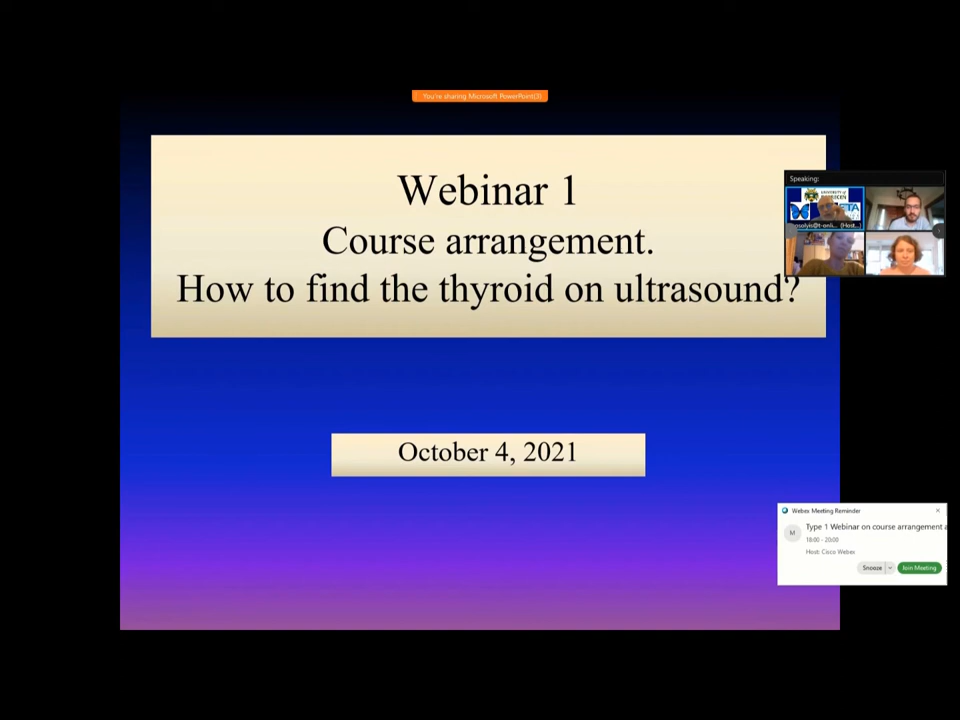 You're sharing Microsoft PowerPoint(3)
Webinar 1
Course arrangement.
How to find the thyroid on ultrasound?
October 4, 2021
Speaking:
UNIVERSITY of
Webex Meeting Reminder
M
Type 1 Webinar on course arrangement a
18:00 - 20:00
Host: Cisco Webex
Snooze
Join Meeting